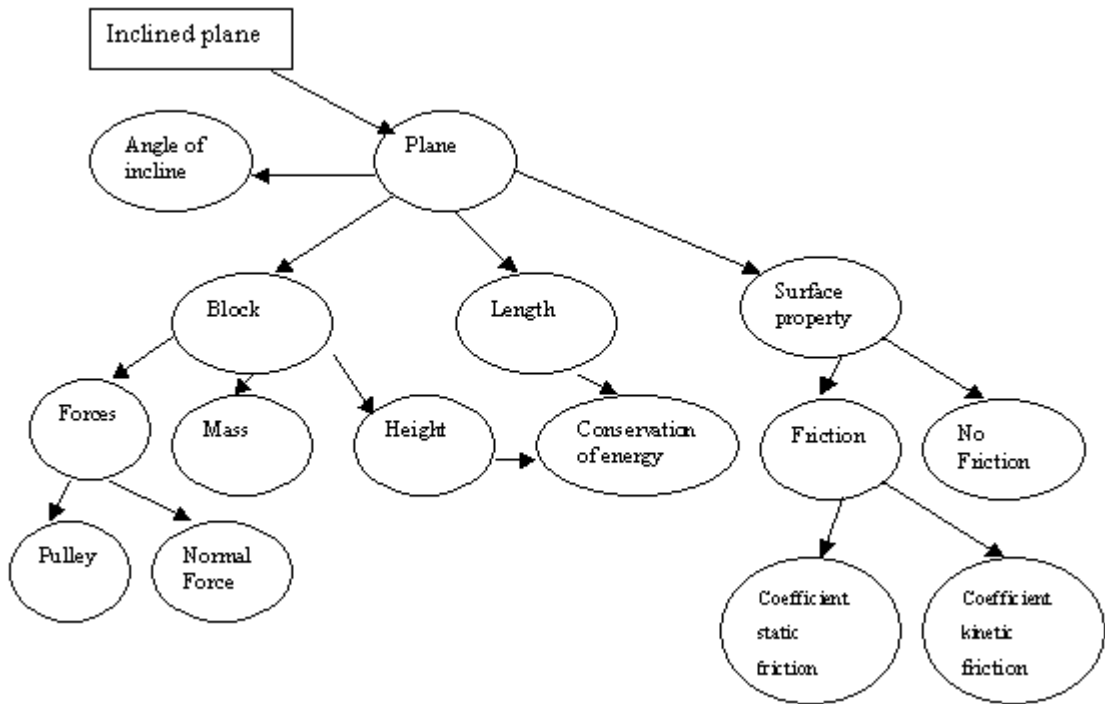 Inclined plane
Angle of
incline
Plane
Block
Length
Surface
property
Forces
Mass
Height
Conservation
of energy
Friction
No
Friction
Pulley
Normal
Force
Coefficient
static
friction
Coefficient
kinetic
friction